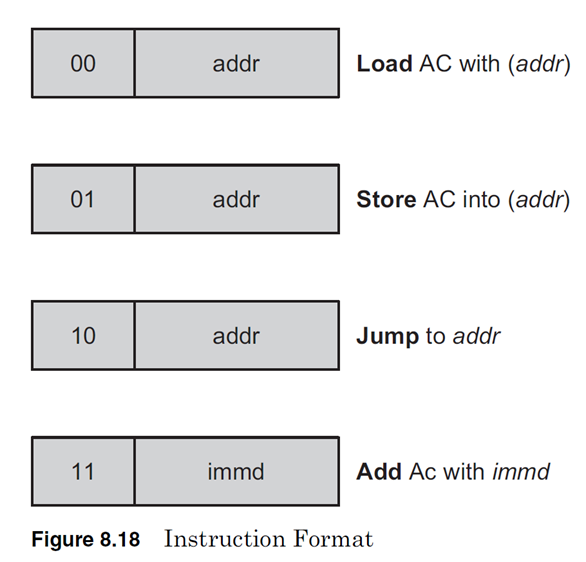 00 addr Load AC with (addr)
01 addr Store AC into (addr)
10 addr Jump to addr
11 immd Add Ac with immd
Figure 8.18 Instruction Format